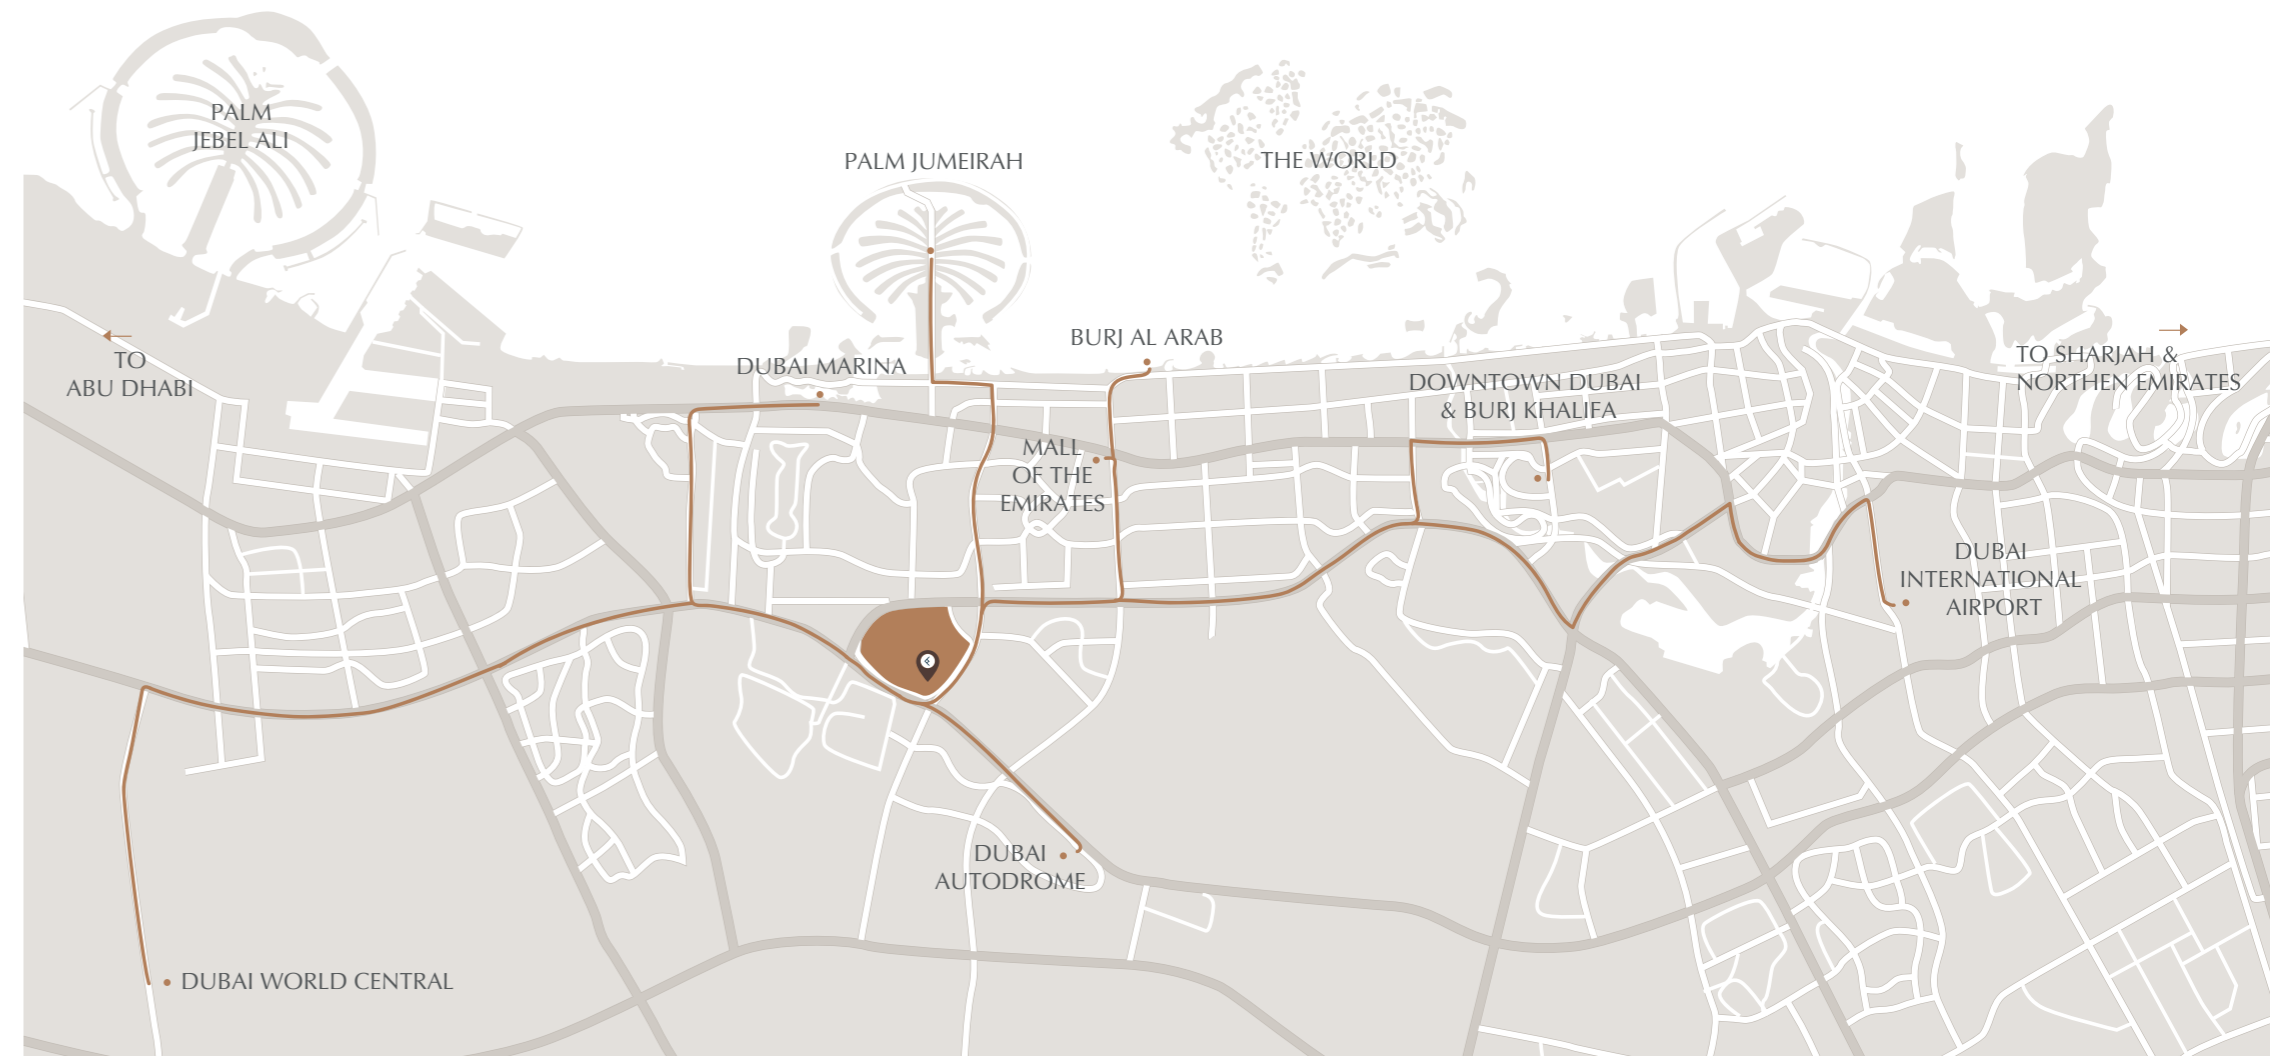 PALM
JEBEL ALI
PALM JUMEIRAH
THE WORLD
TO
ABU DHABI
DUBAI MARINA
BURJ AL ARAB
TO SHARJAH &
NORTHEN EMIRATES
DOWNTOWN DUBAI
& BURJ KHALIFA
MALL
OF THE
EMIRATES
DUBAI
INTERNATIONAL
AIRPORT
DUBAI
AUTODROME
DUBAI WORLD CENTRAL